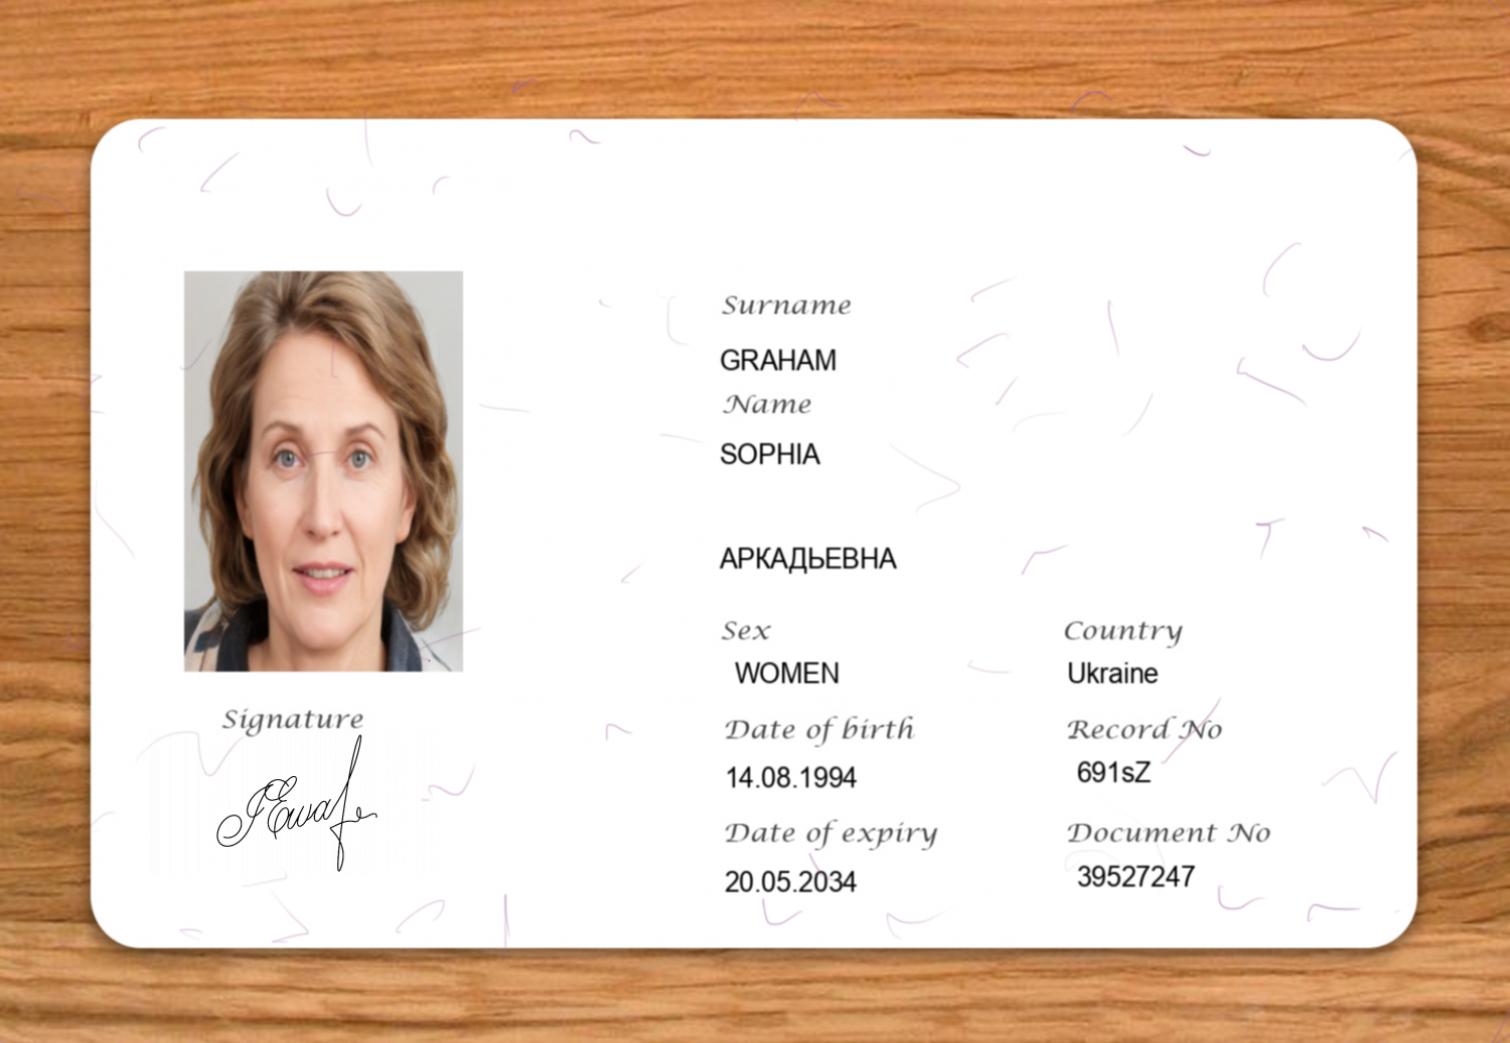 Surname
GRAHAM
Name
SOPHIA
АРКАДЬЕВНА
Sex
WOMEN
Country
Ukraine
Date of birth
14.08.1994
Record No
691sZ
Date of expiry
20.05.2034
Document No
39527247
Signature